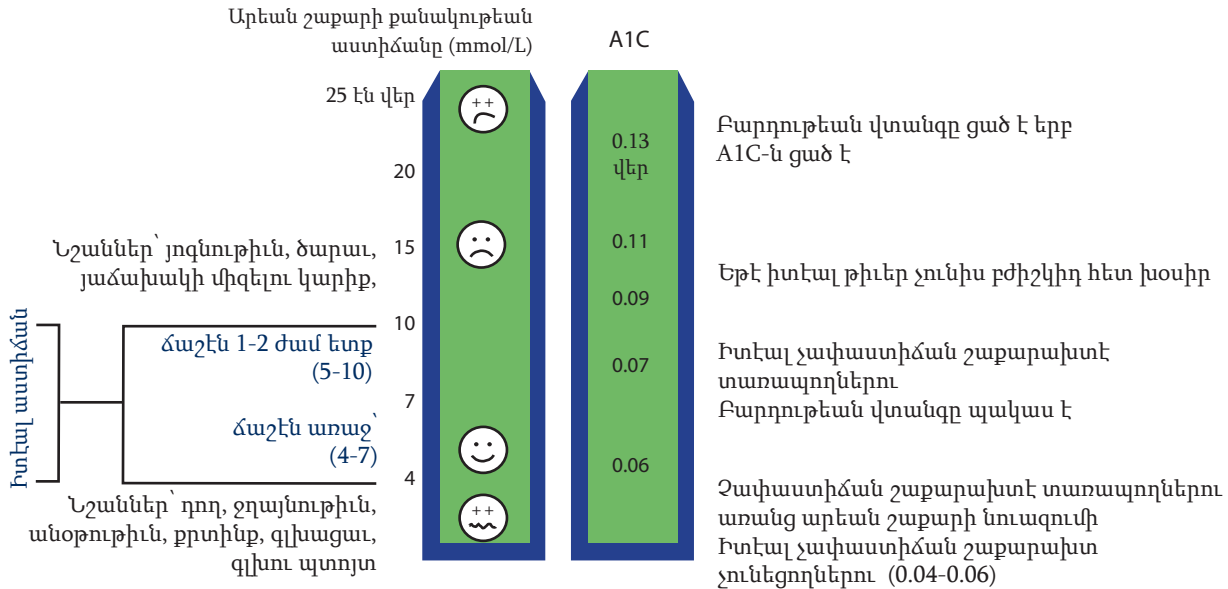 Արեան շաքարի քանակութեան
աստիճանը (mmol/L)
A1C
25 էն վեր
20
15
10
7
4
Նշաններ՝ յոգնութիւն, ծարաւ,
յաճախակի միզելու կարիք,
Իտէալ աստիճան
ճաշէն 1-2 ժամ ետք
(5-10)
ճաշէն առաջ՝
(4-7)
Նշաններ՝ դող, ջղայնութիւն,
անօթութիւն, քրտինք, գլխացաւ,
գլխու պտոյտ
++
++
0.13
վեր
0.11
0.09
0.07
0.06
Բարդութեան վտանգը ցած է երբ
A1C-ն ցած է
Եթէ իտէալ թիւեր չունիս բժիշկիդ հետ խօսիր
Իտէալ չափաստիճան շաքարախտէ
տառապողներու
Բարդութեան վտանգը պակաս է
Չափաստիճան շաքարախտէ տառապողներու
առանց արեան շաքարի նուազումի
Իտէալ չափաստիճան շաքարախտ
չունեցողներու (0.04-0.06)